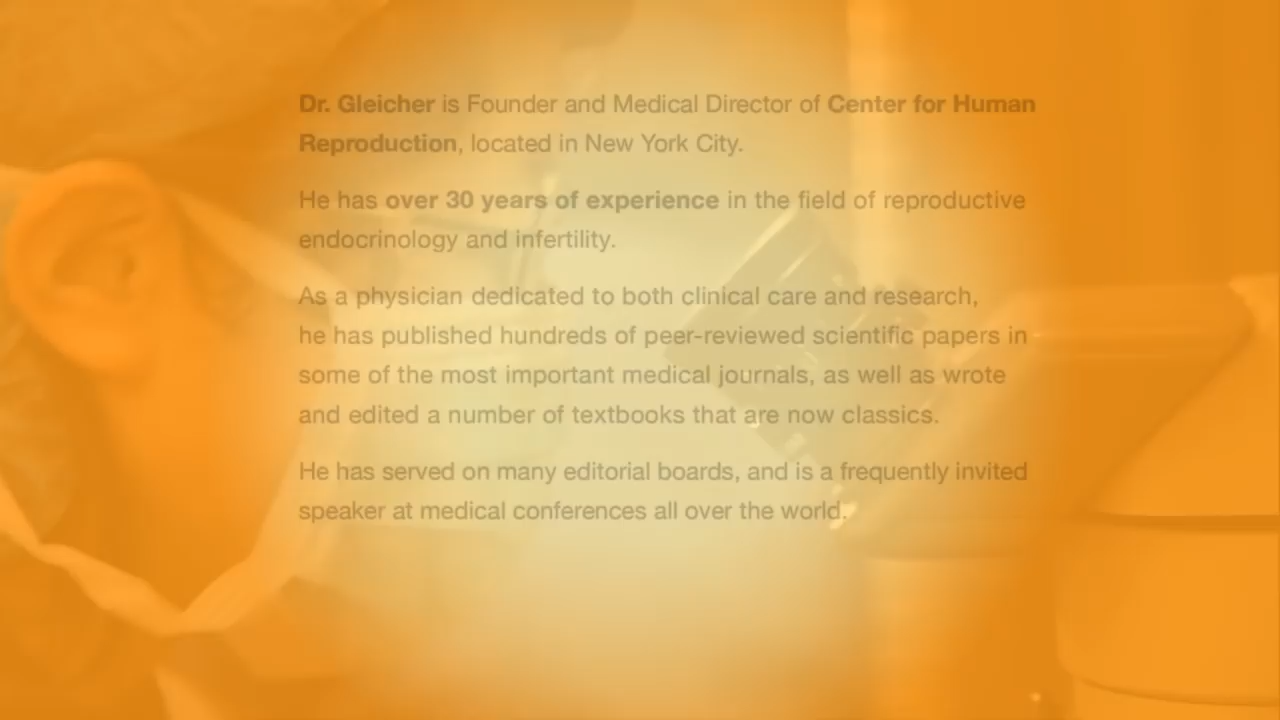 Dr. Gleicher is Founder and Medical Director of Center for Human
Reproduction, located in New York City.
He has over 30 years of experience in the field of reproductive
endocrinology and infertility.
As a physician dedicated to both clinical care and research,
he has published hundreds of peer-reviewed scientific papers in
some of the most important medical journals, as well as wrote
and edited a number of textbooks that are now classics.
He has served on many editorial boards, and is a frequently invited
speaker at medical conferences all over the world.